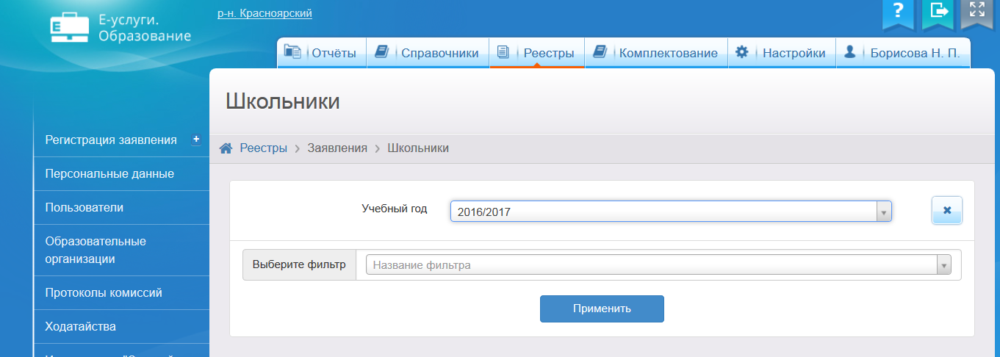 Е-услуги.
Образование
р-н. Красноярский
?
Отчёты
Справочники
Реестры
Комплектование
Настройки
Борисова Н. П.
Школьники
Регистрация заявления
Персональные данные
Пользователи
Образовательные
организации
Протоколы комиссий
Ходатайства
Реестры > Заявления > Школьники
Учебный год
2016/2017
Выберите фильтр
Название фильтра
Применить